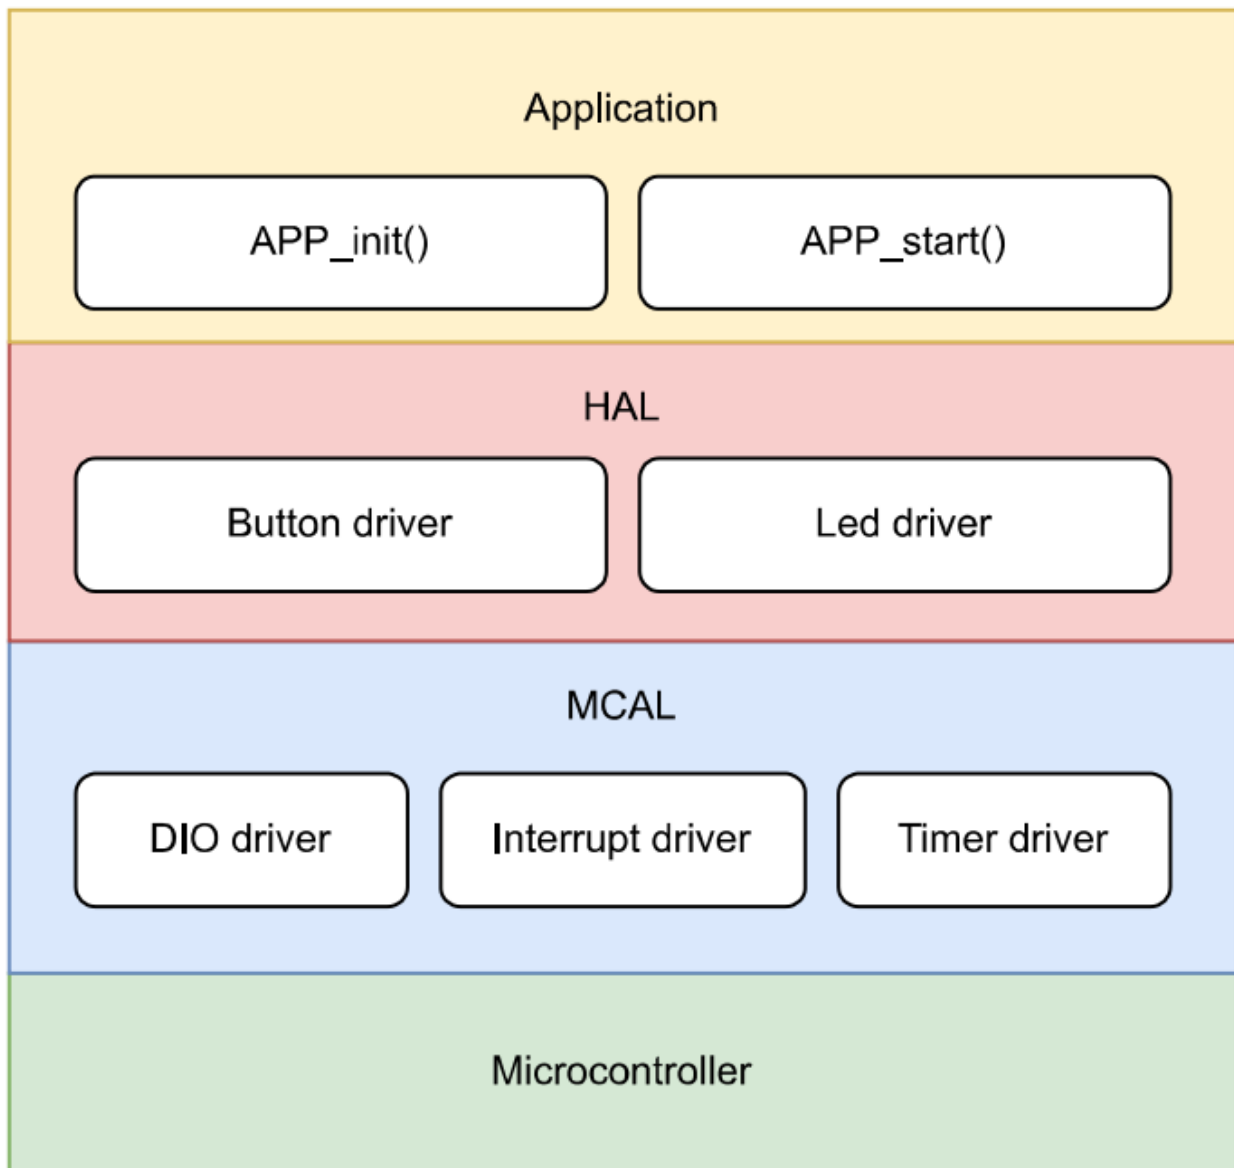 Application
APP_init()
APP_start()
HAL
Button driver
Led driver
MCAL
DIO driver
Interrupt driver
Timer driver
Microcontroller